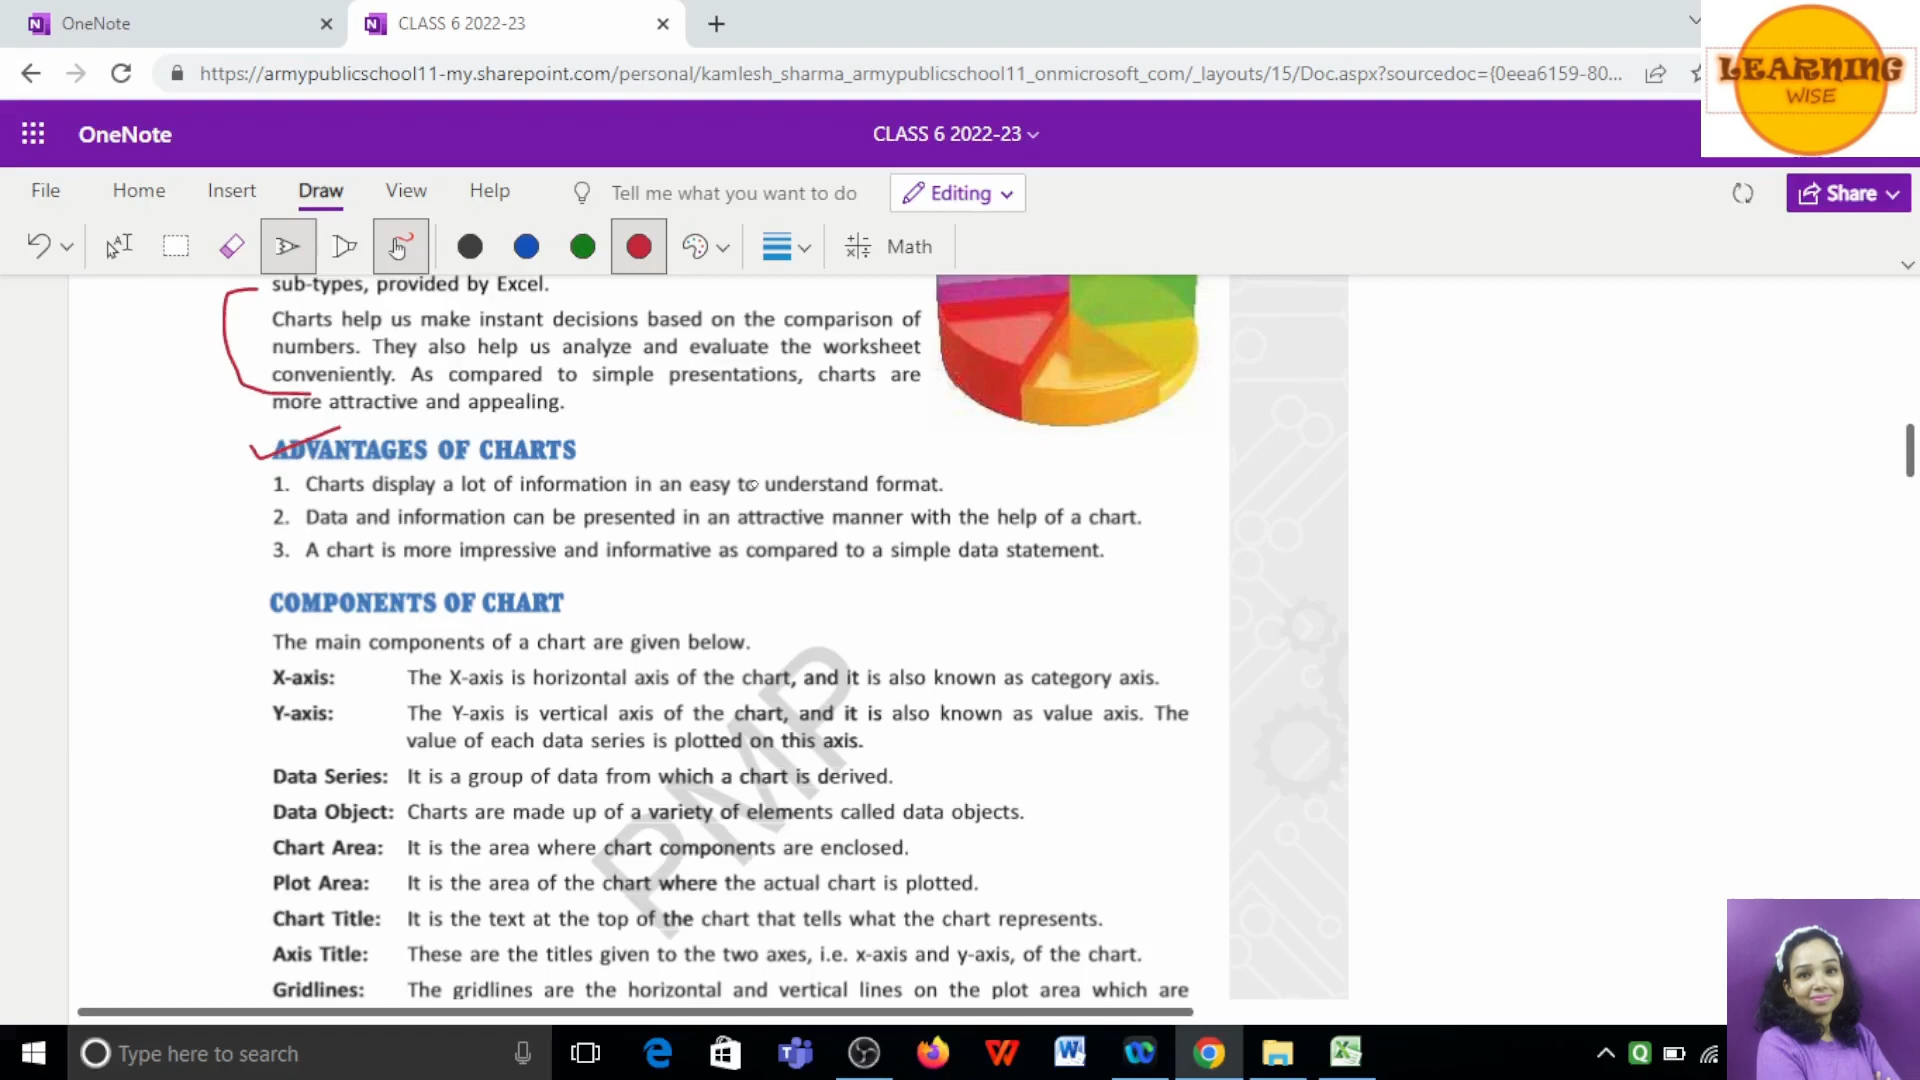 OneNote
CLASS 6 2022-23
https://armypublicschool11-my.sharepoint.com/personal/kamlesh_sharma_armypublicschool11_onmicrosoft_com/_layouts/15/Doc.aspx?sourcedoc={0eea6159-80...
LEARNING
WISE
OneNote
CLASS 6 2022-23
File Home Insert Draw View Help Tell me what you want to do Editing Share
Math
sub-types, provided by Excel.
Charts help us make instant decisions based on the comparison of
numbers. They also help us analyze and evaluate the worksheet
conveniently. As compared to simple presentations, charts are
more attractive and appealing.
ADVANTAGES OF CHARTS
1. Charts display a lot of information in an easy to understand format.
2. Data and information can be presented in an attractive manner with the help of a chart.
3. A chart is more impressive and informative as compared to a simple data statement.
COMPONENTS OF CHART
The main components of a chart are given below.
X-axis: The X-axis is horizontal axis of the chart, and it is also known as category axis.
Y-axis: The Y-axis is vertical axis of the chart, and it is also known as value axis. The
value of each data series is plotted on this axis.
Data Series: It is a group of data from which a chart is derived.
Data Object: Charts are made up of a variety of elements called data objects.
Chart Area: It is the area where chart components are enclosed.
Plot Area: It is the area of the chart where the actual chart is plotted.
Chart Title: It is the text at the top of the chart that tells what the chart represents.
Axis Title: These are the titles given to the two axes, i.e. x-axis and y-axis, of the chart.
Gridlines: The gridlines are the horizontal and vertical lines on the plot area which are
PMP
Type here to search